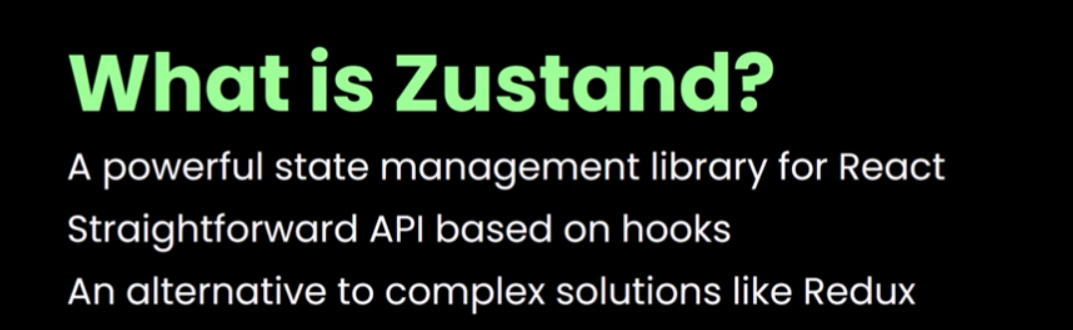 What is Zustand?
A powerful state management library for React
Straightforward API based on hooks
An alternative to complex solutions like Redux